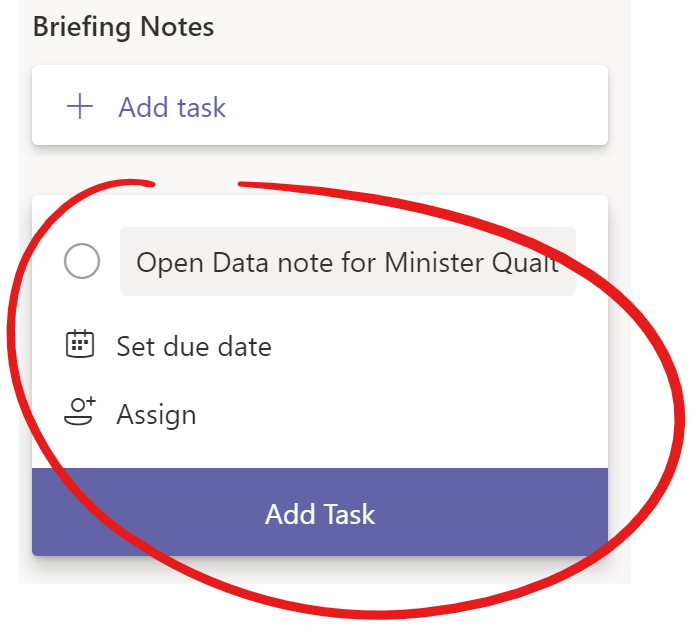 Briefing Notes
Add task
Open Data note for Minister Qualt
Set due date
Assign
Add Task